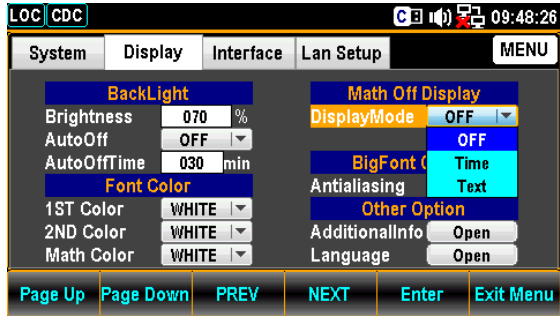 LOC CDC C 09:48:26
System Display Interface Lan Setup MENU
BackLight
Brightness 070 %
AutoOff OFF
AutoOffTime 030 min
Font Color
1ST Color WHITE
2ND Color WHITE
Math Color WHITE
Math Off Display
DisplayMode OFF
OFF
Time
Text
BigFont
Antialiasing
Other Option
AdditionalInfo Open
Language Open
Page Up Page Down PREV NEXT Enter Exit Menu